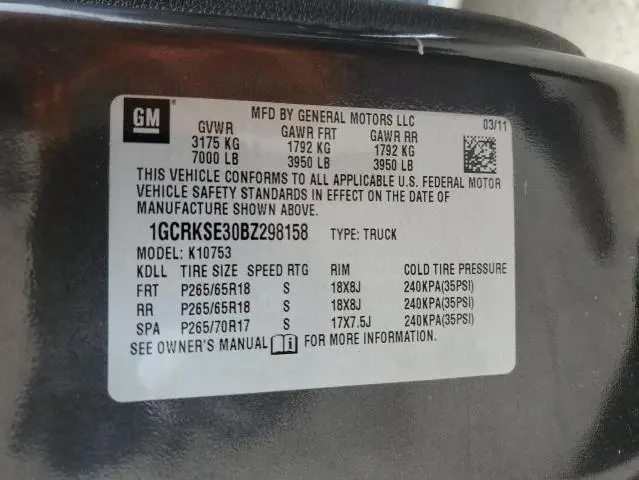 GM
MFD BY GENERAL MOTORS LLC 03/11
GVWR GAWR FRT GAWR RR
3175 KG 1792 KG 1792 KG
7000 LB 3950 LB 3950 LB
THIS VEHICLE CONFORMS TO ALL APPLICABLE U.S. FEDERAL MOTOR
VEHICLE SAFETY STANDARDS IN EFFECT ON THE DATE OF
MANUFACTURE SHOWN ABOVE.
1GCRKSE30BZ298158 TYPE: TRUCK
MODEL: K10753
KDLL TIRE SIZE SPEED RTG RIM COLD TIRE PRESSURE
FRT P265/65R18 S 18X8J 240KPA(35PSI)
RR P265/65R18 S 18X8J 240KPA(35PSI)
SPA P265/70R17 S 17X7.5J 240KPA(35PSI)
SEE OWNER'S MANUAL FOR MORE INFORMATION.